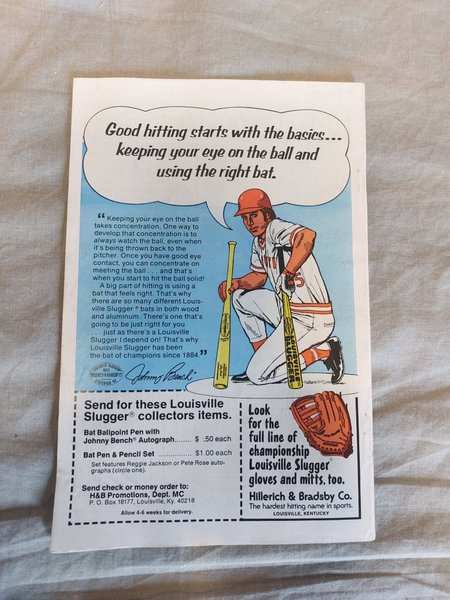 Good hitting starts with the basics...
keeping your eye on the ball and
using the right bat.
“Keeping your eye on the ball
takes concentration. One way to
develop that concentration is to
always watch the ball, even when
it's being thrown back to the
pitcher. Once you have good eye
contact, you can concentrate on
meeting the ball . . . and that's
when you start to hit the ball solid!
A big part of hitting is using a
bat that feels right. That's why
there are so many different Louis-
ville Slugger® bats in both wood
and aluminum. There's one that's
going to be just right for you
. . . just as there's a Louisville
Slugger I depend on! That's why
Louisville Slugger has been
the bat of champions since 1884.”
Johnny Bench
5
Send for these Louisville
Slugger® collectors items.
Bat Ballpoint Pen with
Johnny Bench® Autograph....... $ .50 each
Bat Pen & Pencil Set .............. $1.00 each
Set features Reggie Jackson or Pete Rose auto-
graphs (circle one).
Send check or money order to:
H&B Promotions, Dept. MC
P. O. Box 18177, Louisville, Ky. 40218
Allow 4-6 weeks for delivery.
Look
for the
full line of
championship
Louisville Slugger
gloves and mitts, too.
Hillerich & Bradsby Co.
The hardest hitting name in sports.
LOUISVILLE, KENTUCKY